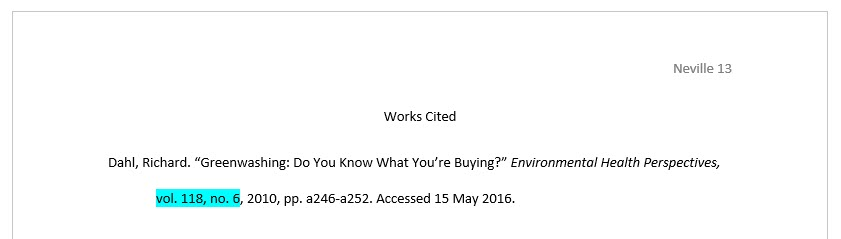 Neville 13
Works Cited
Dahl, Richard. “Greenwashing: Do You Know What You’re Buying?” Environmental Health Perspectives,
vol. 118, no. 6, 2010, pp. a246-a252. Accessed 15 May 2016.